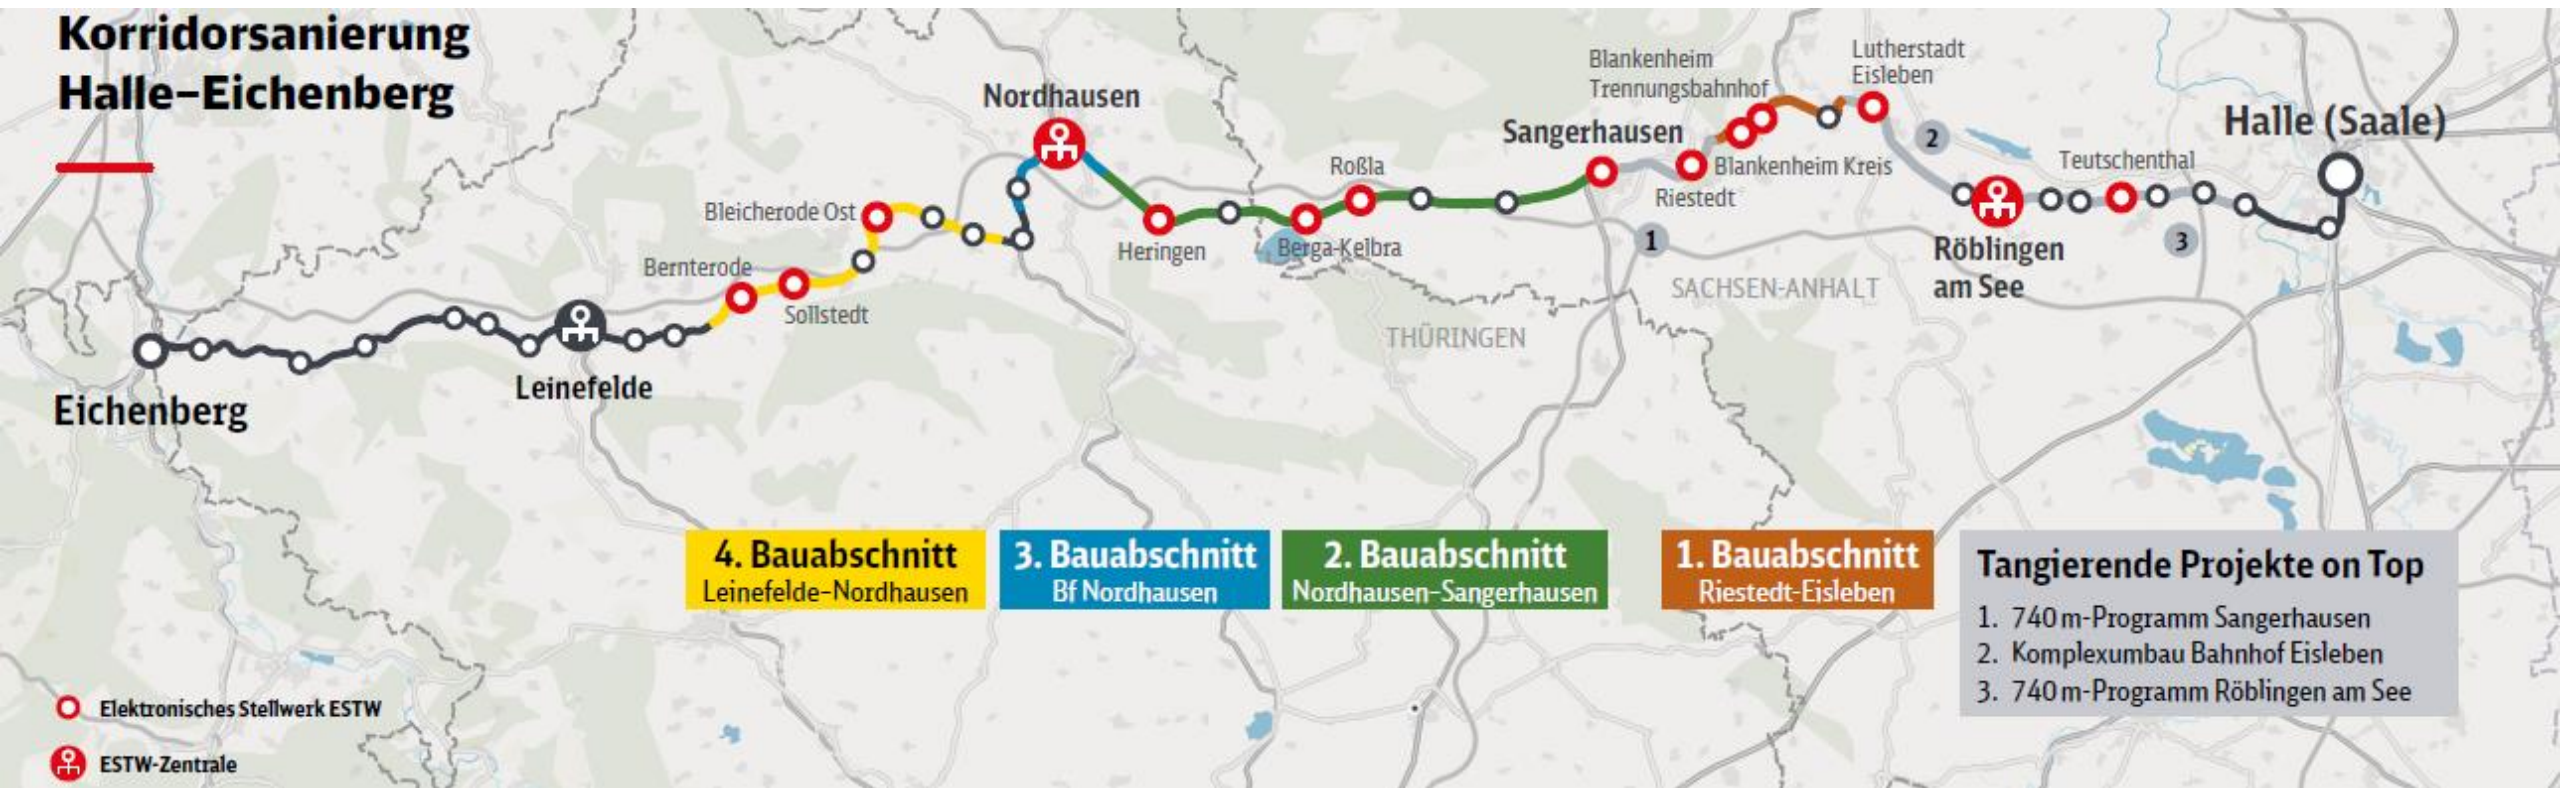 Korridorsanierung
Halle–Eichenberg
Blankenheim
Trennungsbahnhof
Lutherstadt
Eisleben
Nordhausen
Sangerhausen
Halle (Saale)
2
Roßla
Blankenheim Kreis
Teutschenthal
Riestedt
Bleicherode Ost
Heringen
Berga-Kelbra
1
3
Röblingen
am See
Bernterode
Sollstedt
SACHSEN-ANHALT
THÜRINGEN
Leinefelde
Eichenberg
4. Bauabschnitt
Leinefelde–Nordhausen
3. Bauabschnitt
Bf Nordhausen
2. Bauabschnitt
Nordhausen–Sangerhausen
1. Bauabschnitt
Riestedt-Eisleben
Tangierende Projekte on Top
1. 740 m-Programm Sangerhausen
2. Komplexumbau Bahnhof Eisleben
3. 740 m-Programm Röblingen am See
Elektronisches Stellwerk ESTW
ESTW-Zentrale